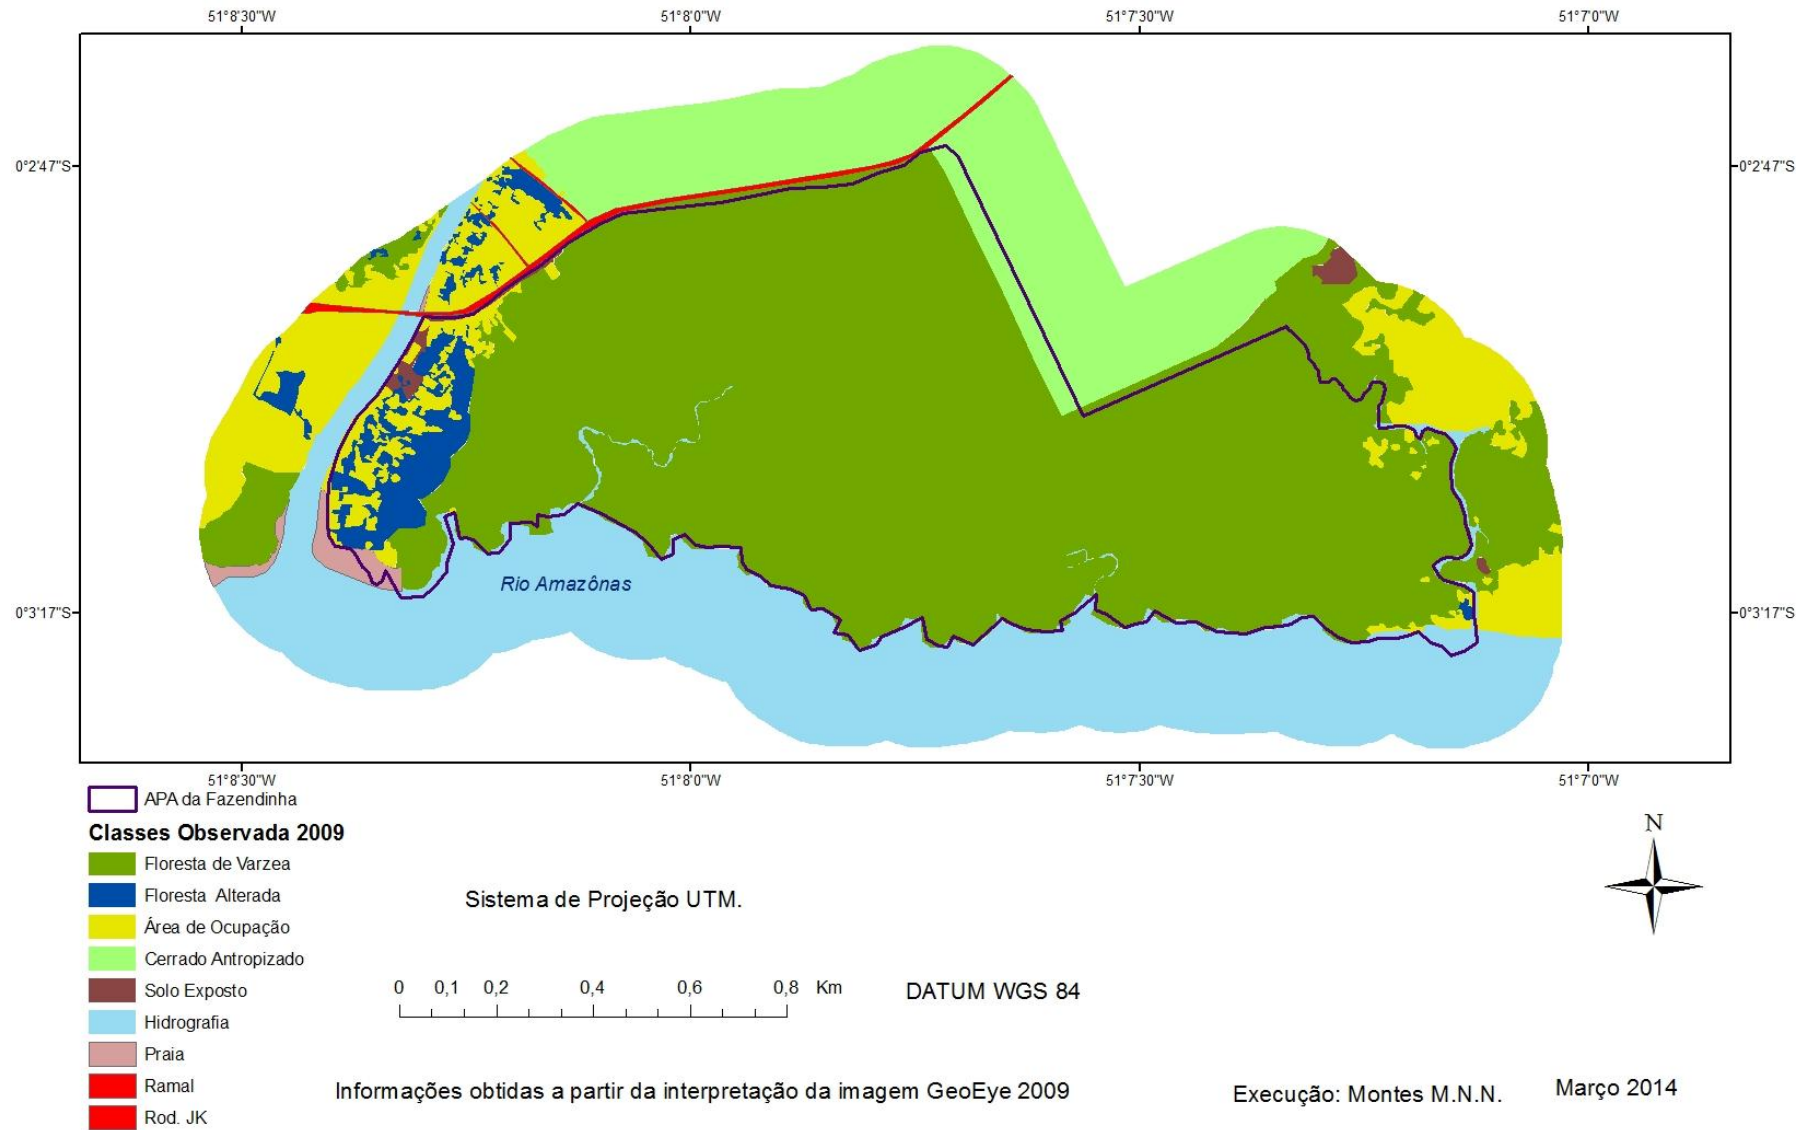 51°8'30"W 51°8'0"W 51°7'30"W 51°7'0"W
0°2'47"S 0°2'47"S
Rio Amazônas
0°3'17"S 0°3'17"S
51°8'30"W 51°8'0"W 51°7'30"W 51°7'0"W
APA da Fazendinha
Classes Observada 2009
N
Floresta de Varzea
Floresta Alterada
Sistema de Projeção UTM.
Área de Ocupação
Cerrado Antropizado
Solo Exposto
0 0,1 0,2 0,4 0,6 0,8 Km
DATUM WGS 84
Hidrografia
Praia
Ramal
Informações obtidas a partir da interpretação da imagem GeoEye 2009
Execução: Montes M.N.N.
Março 2014
Rod. JK